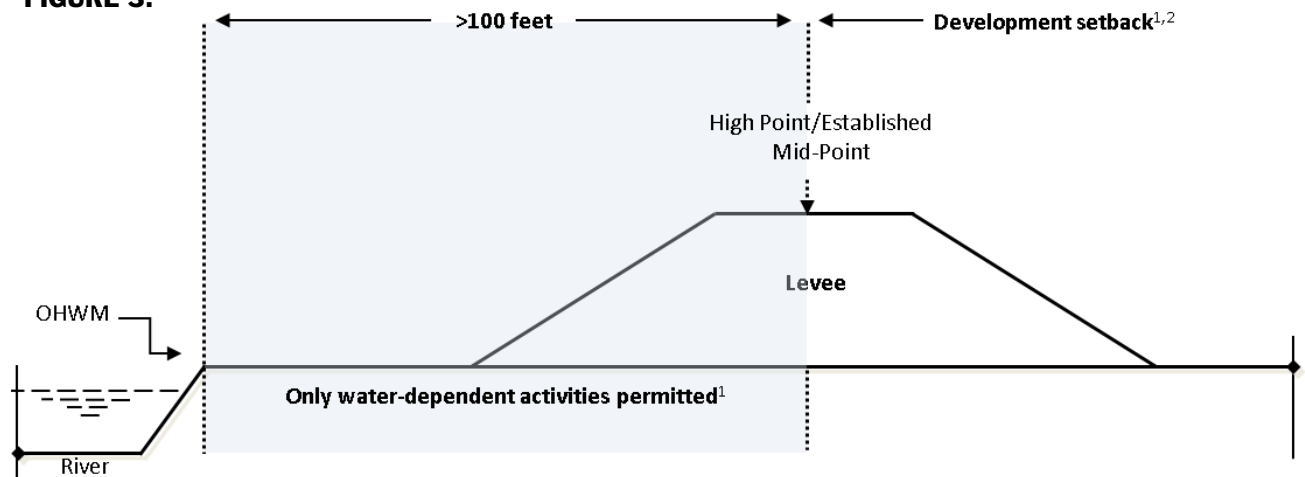 FIGURE 3.
>100 feet
Development setback1,2
High Point/Established
Mid-Point
Levee
OHWM
Only water-dependent activities permitted1
River